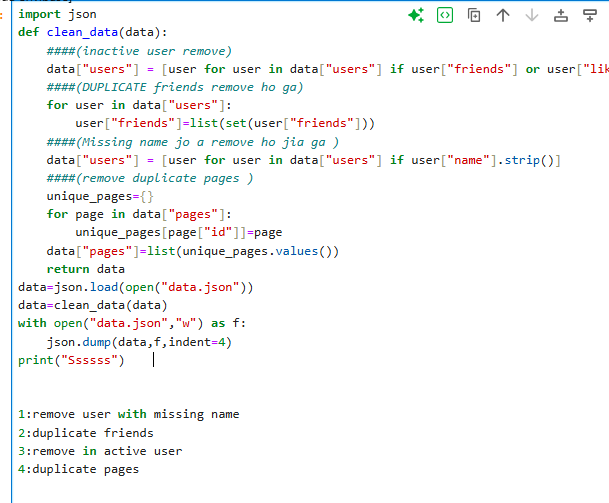 import json
def clean_data(data):
    ####(inactive user remove)
    data["users"] = [user for user in data["users"] if user["friends"] or user["lik
    ####(DUPLICATE friends remove ho ga)
    for user in data["users"]:
        user["friends"]=list(set(user["friends"]))
    ####(Missing name jo a remove ho jia ga )
    data["users"] = [user for user in data["users"] if user["name"].strip()]
    ####(remove duplicate pages )
    unique_pages={}
    for page in data["pages"]:
        unique_pages[page["id"]]=page
    data["pages"]=list(unique_pages.values())
    return data
data=json.load(open("data.json"))
data=clean_data(data)
with open("data.json","w") as f:
    json.dump(data,f,indent=4)
print("Ssssss")
1:remove user with missing name
2:duplicate friends
3:remove in active user
4:duplicate pages